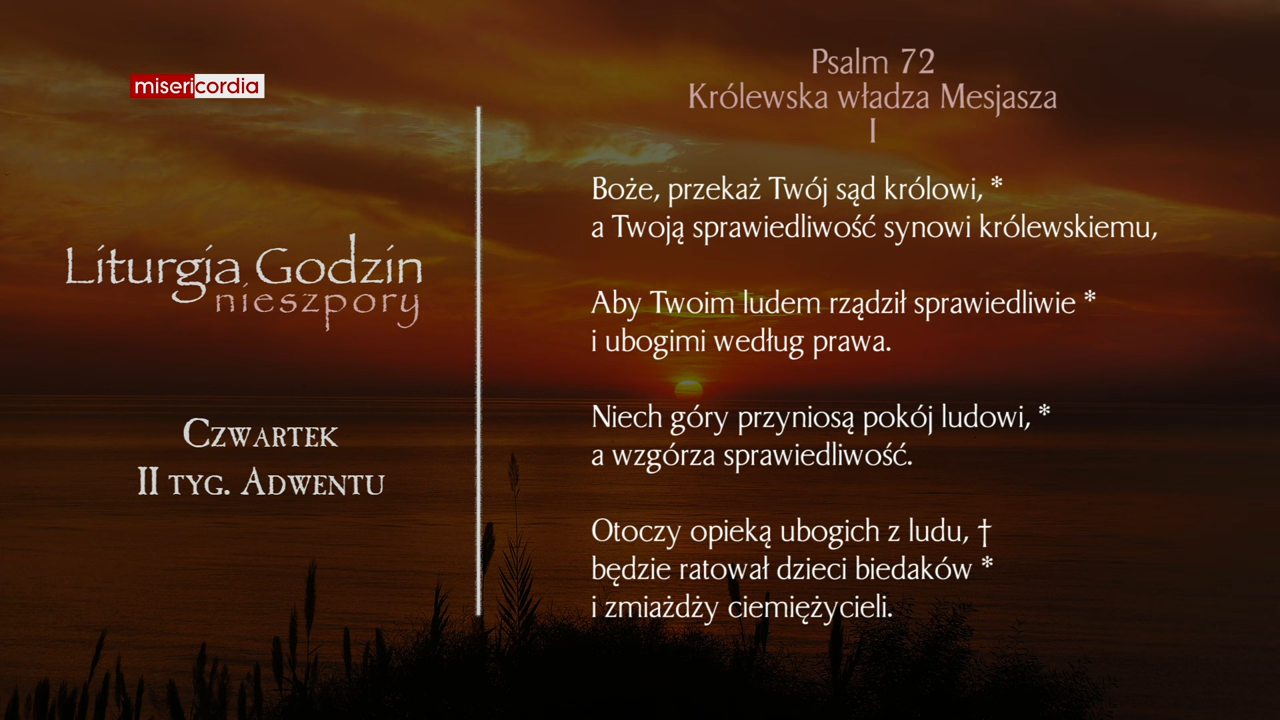 misericordia
Liturgia Godzin
nieszpory
Czwartek
II tyg. Adwentu
Psalm 72
Królewska władza Mesjasza
I
Boże, przekaż Twój sąd królowi, *
a Twoją sprawiedliwość synowi królewskiemu,
Aby Twoim ludem rządził sprawiedliwie *
i ubogimi według prawa.
Niech góry przyniosą pokój ludowi, *
a wzgórza sprawiedliwość.
Otoczy opieką ubogich z ludu, †
będzie ratował dzieci biedaków *
i zmiażdży ciemiężycieli.